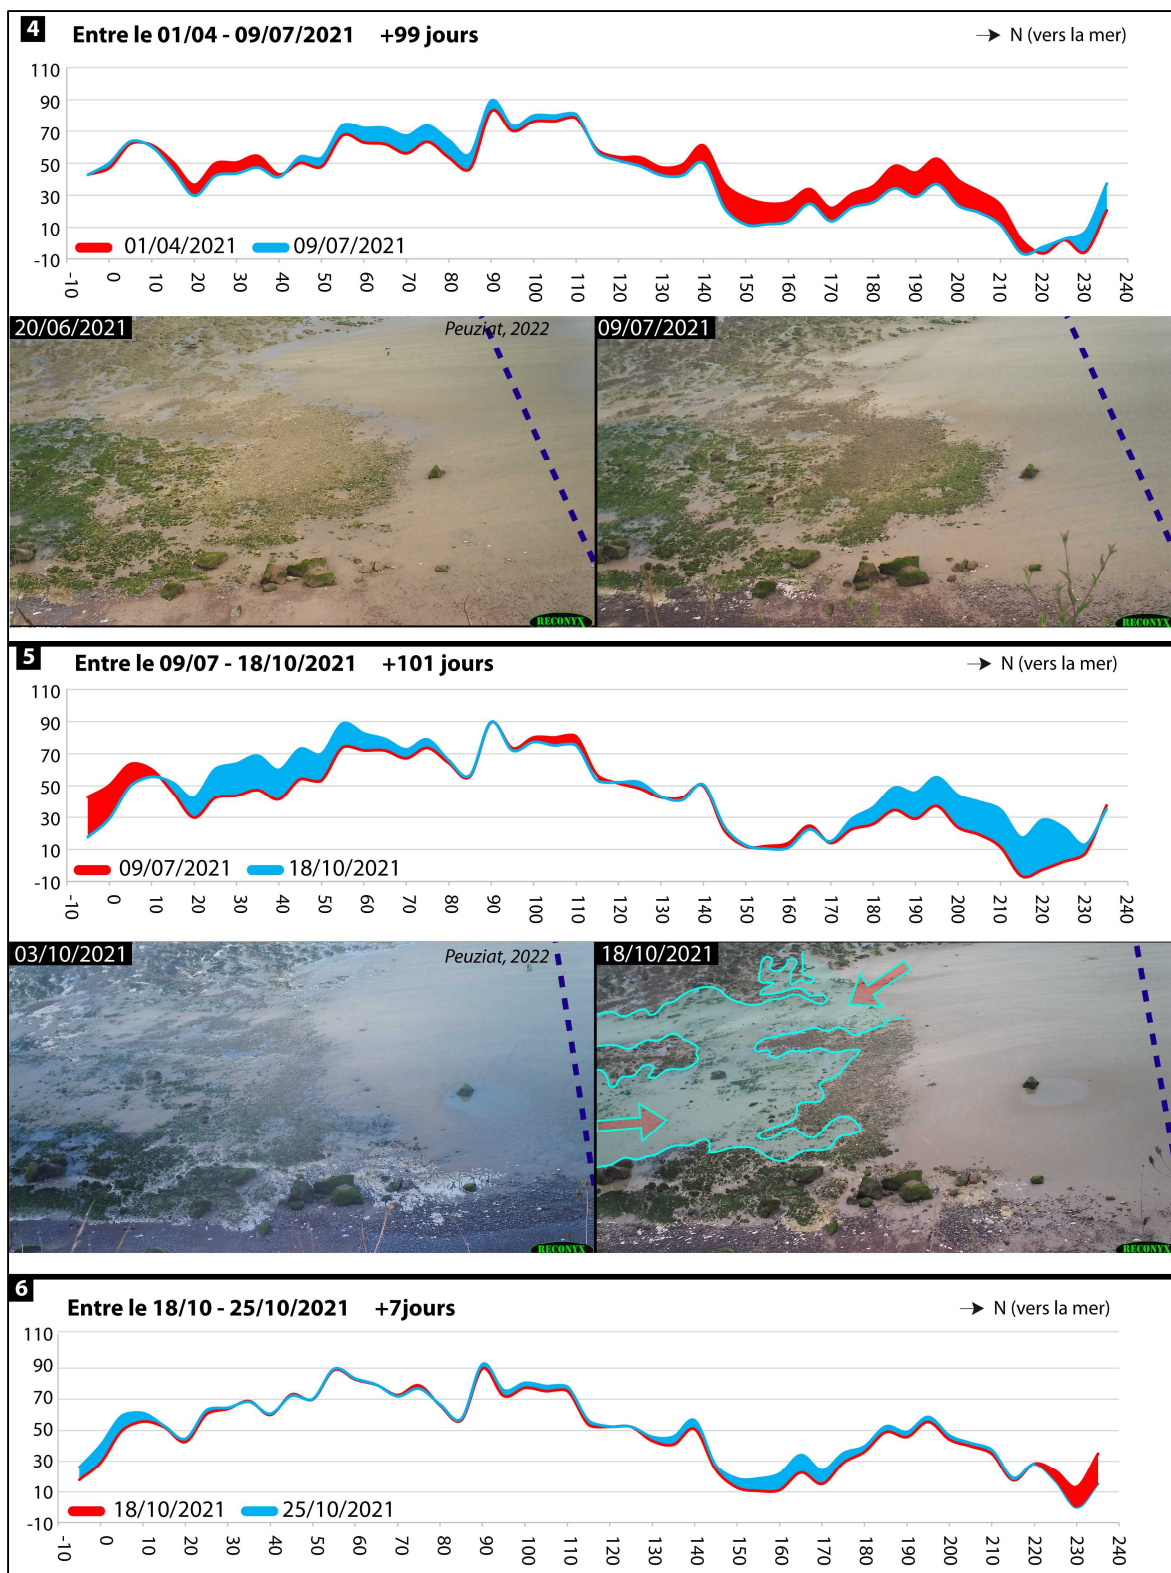 4 Entre le 01/04 - 09/07/2021 +99 jours → N (vers la mer)
110
90
70
50
30
10
-10
01/04/2021 09/07/2021
-10 0 10 20 30 40 50 60 70 80 90 100 110 120 130 140 150 160 170 180 190 200 210 220 230 240
20/06/2021 Peuziat, 2022 09/07/2021
RECONYX RECONYX
5 Entre le 09/07 - 18/10/2021 +101 jours → N (vers la mer)
110
90
70
50
30
10
-10
09/07/2021 18/10/2021
-10 0 10 20 30 40 50 60 70 80 90 100 110 120 130 140 150 160 170 180 190 200 210 220 230 240
03/10/2021 Peuziat, 2022 18/10/2021
RECONYX RECONYX
6 Entre le 18/10 - 25/10/2021 +7jours → N (vers la mer)
110
90
70
50
30
10
-10
18/10/2021 25/10/2021
-10 0 10 20 30 40 50 60 70 80 90 100 110 120 130 140 150 160 170 180 190 200 210 220 230 240